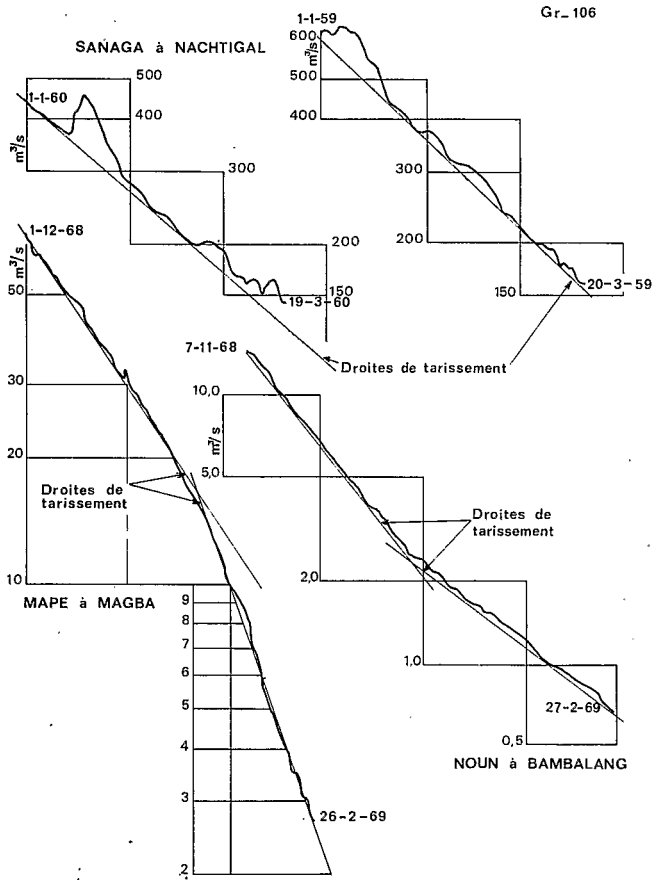 Gr_106
SANAGA à NACHTIGAL
1-1-60
m³/s
500
400
300
200
150
19-3-60
1-1-59
600
m³/s
500
400
300
200
150
20-3-59
Droites de tarissement
1-12-68
m³/s
50
30
20
Droites de
tarissement
10
MAPE à MAGBA
9
8
7
6
5
4
3
2
26-2-69
7-11-68
10,0
m³/s
5,0
Droites de
tarissement
2,0
1,0
27-2-69
0,5
NOUN à BAMBALANG